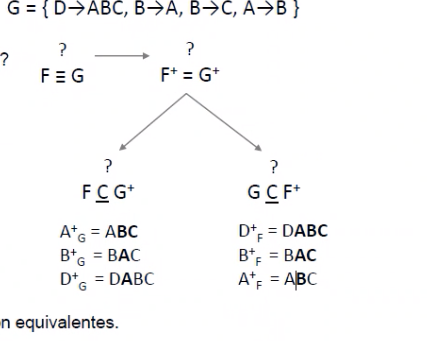 G = { D→ABC, B→A, B→C, A→B }
? ? ?
F ≡ G F⁺ = G⁺
? ?
F C G⁺ G C F⁺
A⁺G = ABC D⁺F = DABC
B⁺G = BAC B⁺F = BAC
D⁺G = DABC A⁺F = ABC
n equivalentes.